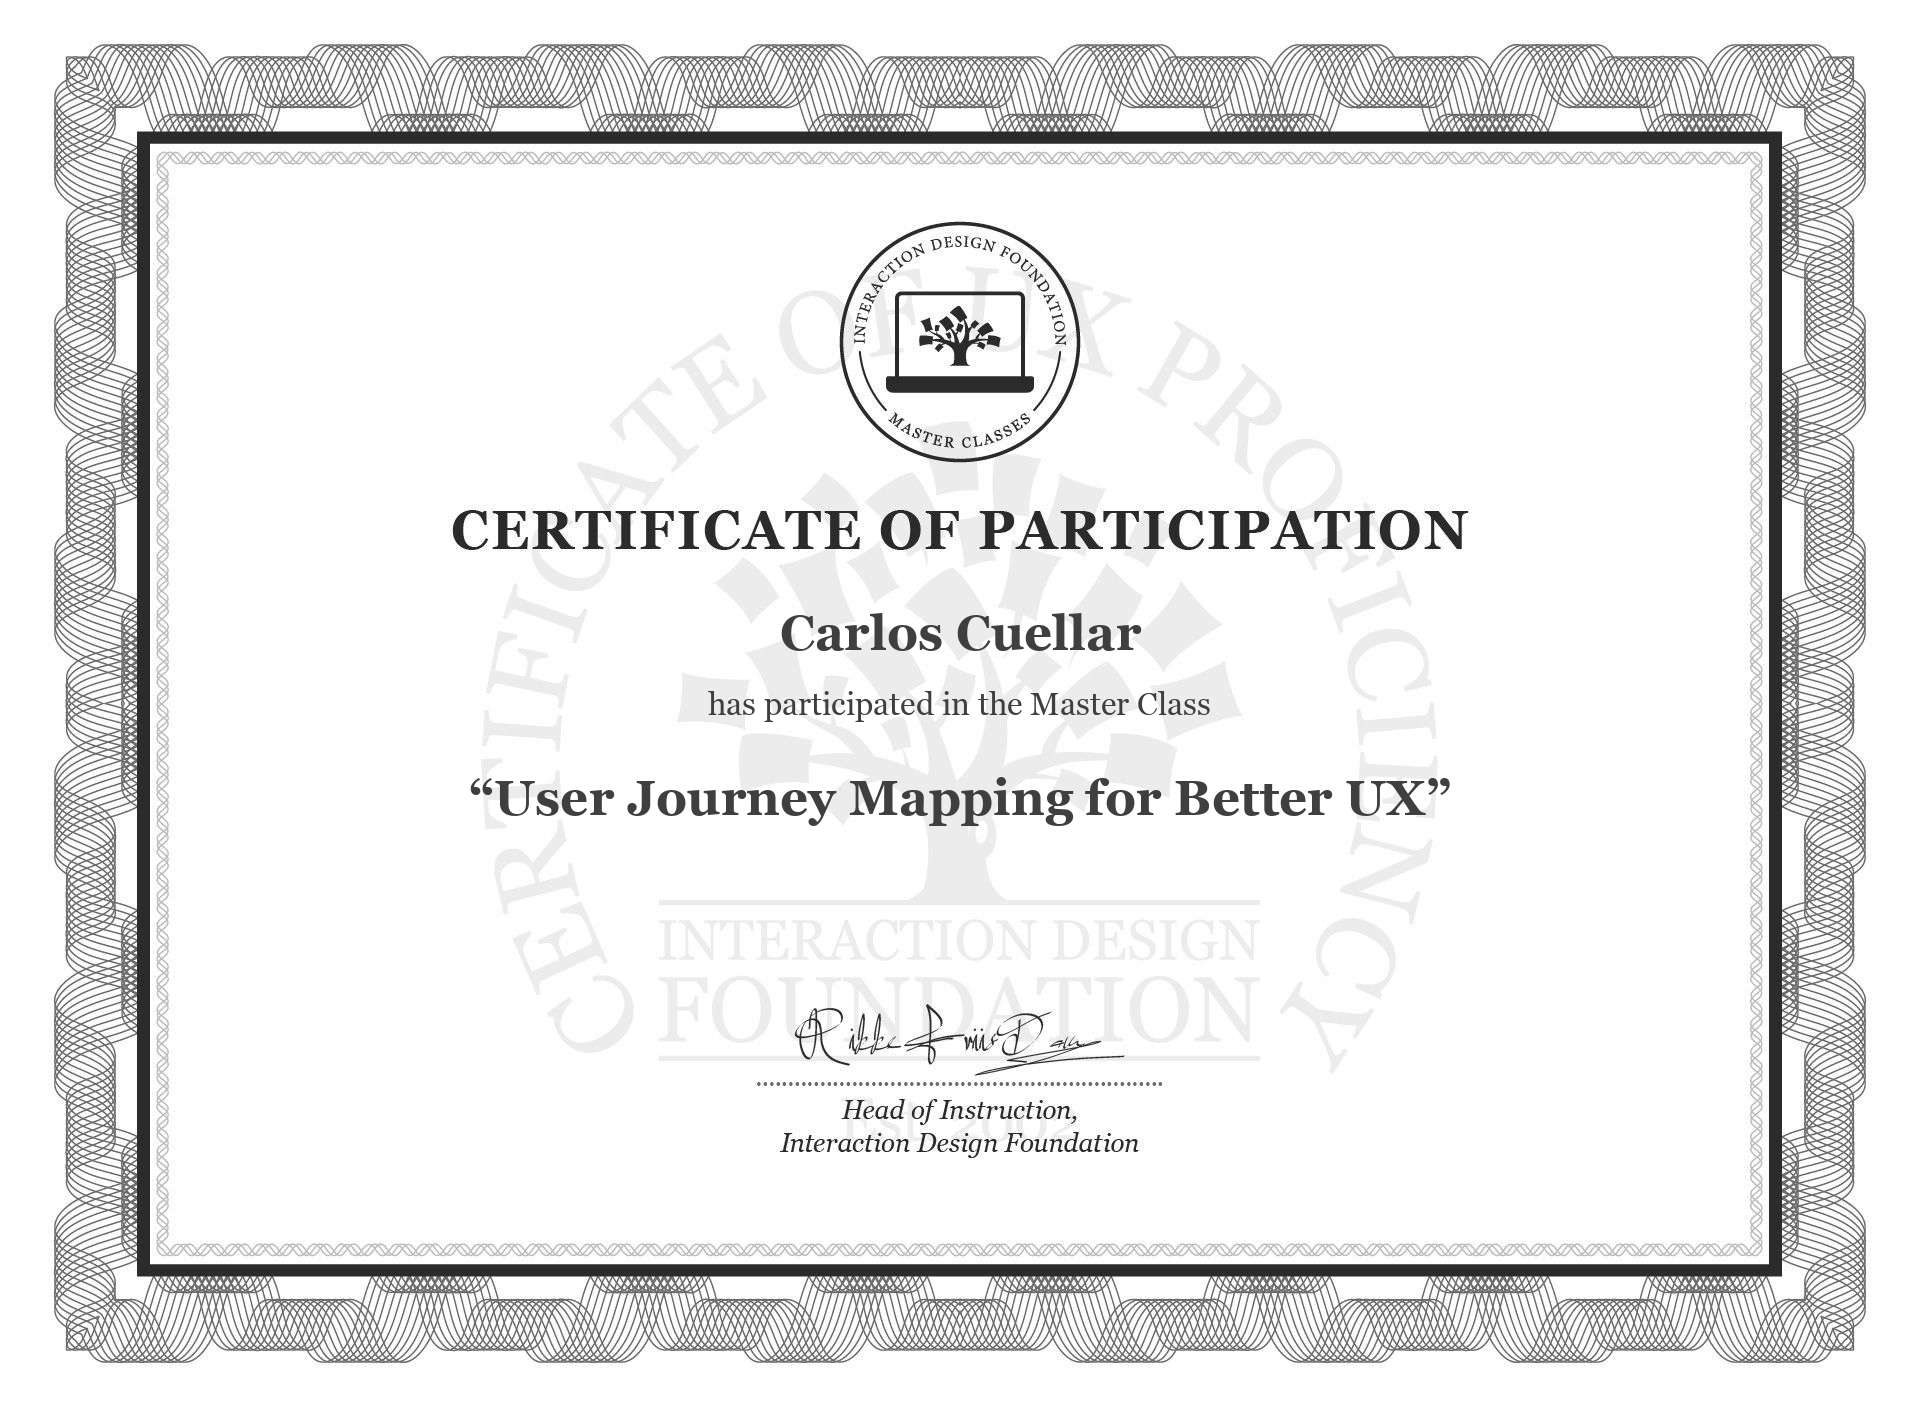 INTERACTION DESIGN FOUNDATION
MASTER CLASSES
CERTIFICATE OF UX PROFICIENCY
CERTIFICATE OF PARTICIPATION
Carlos Cuellar
has participated in the Master Class
“User Journey Mapping for Better UX”
INTERACTION DESIGN
FOUNDATION
Rikke Friis Dam
Est. 2002
Head of Instruction,
Interaction Design Foundation